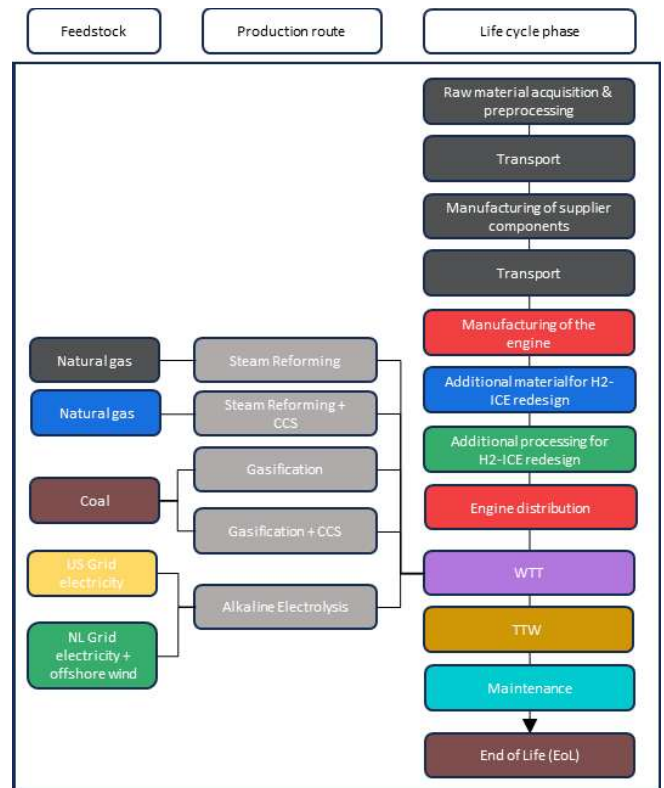 Feedstock
Production route
Life cycle phase
Raw material acquisition &
preprocessing
Transport
Manufacturing of supplier
components
Transport
Manufacturing of the
engine
Natural gas
Steam Reforming
Additional materialfor H2-
ICE redesign
Natural gas
Steam Reforming +
CCS
Additional processing for
H2-ICE redesign
Gasification
Coal
Engine distribution
Gasification + CCS
US Grid
electricity
WTT
Alkaline Electrolysis
TTW
NL Grid
electricity +
offshore wind
Maintenance
End of Life (EoL)